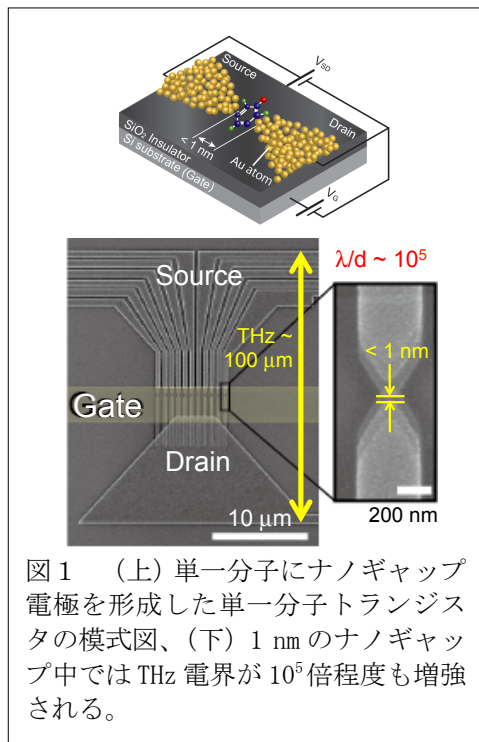 Source
V_SD
Drain
< 1 nm
SiO₂ Insulator
Si substrate (Gate)
Au atom
V_G
Source
λ/d ~ 10⁵
THz ~
100 μm
< 1 nm
Gate
Drain
10 μm
200 nm
図1 (上) 単一分子にナノギャップ
電極を形成した単一分子トランジス
タの模式図、(下) 1 nm のナノギャッ
プ中では THz 電界が 10⁵倍程度も増強
される。